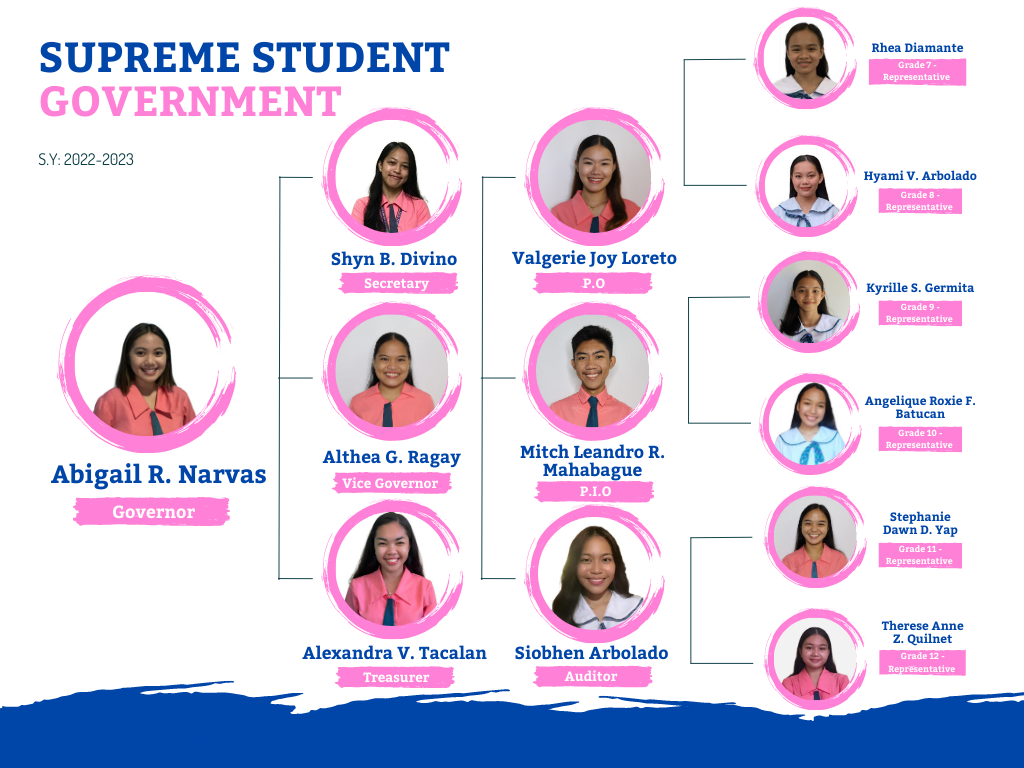 SUPREME STUDENT
GOVERNMENT
S.Y: 2022-2023
Abigail R. Narvas
Governor
Shyn B. Divino
Secretary
Althea G. Ragay
Vice Governor
Alexandra V. Tacalan
Treasurer
Valgerie Joy Loreto
P.O
Mitch Leandro R.
Mahabague
P.I.O
Siobhen Arbolado
Auditor
Rhea Diamante
Grade 7 -
Representative
Hyami V. Arbolado
Grade 8 -
Representative
Kyrille S. Germita
Grade 9 -
Representative
Angelique Roxie F.
Batucan
Grade 10 -
Representative
Stephanie
Dawn D. Yap
Grade 11 -
Representative
Therese Anne
Z. Quilnet
Grade 12 -
Representative